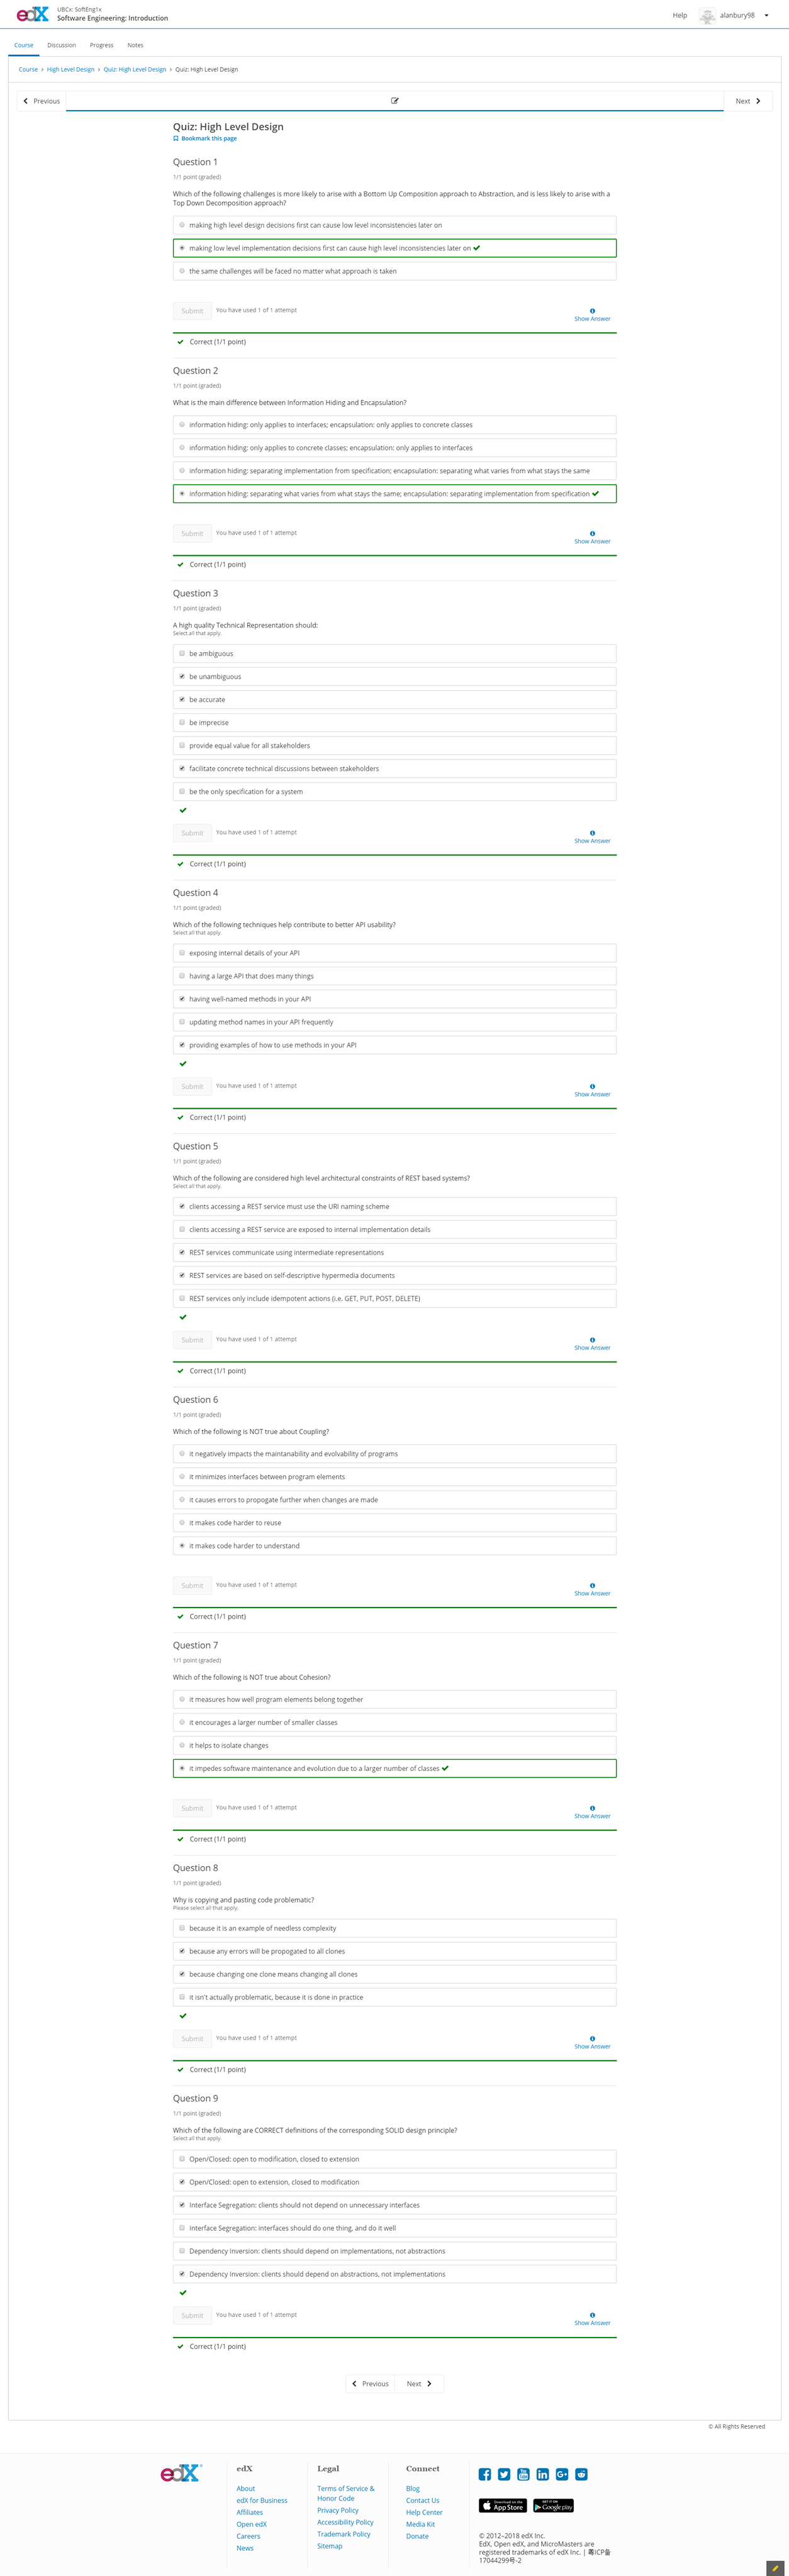 edX
UBCx: SoftEng1x
Software Engineering: Introduction
Help
alanbury98
Course
Discussion
Progress
Notes
Course
High Level Design
Quiz: High Level Design
Quiz: High Level Design
Previous
Next
Quiz: High Level Design
Bookmark this page
Question 1
1/1 point (graded)
Which of the following challenges is more likely to arise with a Bottom Up Composition approach to Abstraction, and is less likely to arise with a
Top Down Decomposition approach?
making high level design decisions first can cause low level inconsistencies later on
making low level implementation decisions first can cause high level inconsistencies later on
the same challenges will be faced no matter what approach is taken
Submit
You have used 1 of 1 attempt
Show Answer
Correct (1/1 point)
Question 2
1/1 point (graded)
What is the main difference between Information Hiding and Encapsulation?
information hiding: only applies to interfaces; encapsulation: only applies to concrete classes
information hiding: only applies to concrete classes; encapsulation: only applies to interfaces
information hiding: separating implementation from specification; encapsulation: separating what varies from what stays the same
information hiding: separating what varies from what stays the same; encapsulation: separating implementation from specification
Submit
You have used 1 of 1 attempt
Show Answer
Correct (1/1 point)
Question 3
1/1 point (graded)
A high quality Technical Representation should:
Select all that apply.
be ambiguous
be unambiguous
be accurate
be imprecise
provide equal value for all stakeholders
facilitate concrete technical discussions between stakeholders
be the only specification for a system
Submit
You have used 1 of 1 attempt
Show Answer
Correct (1/1 point)
Question 4
1/1 point (graded)
Which of the following techniques help contribute to better API usability?
Select all that apply.
exposing internal details of your API
having a large API that does many things
having well-named methods in your API
updating method names in your API frequently
providing examples of how to use methods in your API
Submit
You have used 1 of 1 attempt
Show Answer
Correct (1/1 point)
Question 5
1/1 point (graded)
Which of the following are considered high level architectural constraints of REST based systems?
Select all that apply.
clients accessing a REST service must use the URI naming scheme
clients accessing a REST service are exposed to internal implementation details
REST services communicate using intermediate representations
REST services are based on self-descriptive hypermedia documents
REST services only include idempotent actions (i.e. GET, PUT, POST, DELETE)
Submit
You have used 1 of 1 attempt
Show Answer
Correct (1/1 point)
Question 6
1/1 point (graded)
Which of the following is NOT true about Coupling?
it negatively impacts the maintanability and evolvability of programs
it minimizes interfaces between program elements
it causes errors to propogate further when changes are made
it makes code harder to reuse
it makes code harder to understand
Submit
You have used 1 of 1 attempt
Show Answer
Correct (1/1 point)
Question 7
1/1 point (graded)
Which of the following is NOT true about Cohesion?
it measures how well program elements belong together
it encourages a larger number of smaller classes
it helps to isolate changes
it impedes software maintenance and evolution due to a larger number of classes
Submit
You have used 1 of 1 attempt
Show Answer
Correct (1/1 point)
Question 8
1/1 point (graded)
Why is copying and pasting code problematic?
Please select all that apply.
because it is an example of needless complexity
because any errors will be propogated to all clones
because changing one clone means changing all clones
it isn't actually problematic, because it is done in practice
Submit
You have used 1 of 1 attempt
Show Answer
Correct (1/1 point)
Question 9
1/1 point (graded)
Which of the following are CORRECT definitions of the corresponding SOLID design principle?
Select all that apply.
Open/Closed: open to modification, closed to extension
Open/Closed: open to extension, closed to modification
Interface Segregation: clients should not depend on unnecessary interfaces
Interface Segregation: interfaces should do one thing, and do it well
Dependency Inversion: clients should depend on implementations, not abstractions
Dependency Inversion: clients should depend on abstractions, not implementations
Submit
You have used 1 of 1 attempt
Show Answer
Correct (1/1 point)
Previous
Next
© All Rights Reserved
edX
edX
About
edX for Business
Affiliates
Open edX
Careers
News
Legal
Terms of Service &
Honor Code
Privacy Policy
Accessibility Policy
Trademark Policy
Sitemap
Connect
Blog
Contact Us
Help Center
Media Kit
Donate
Download on the
App Store
GET IT ON
Google play
© 2012–2018 edX Inc.
EdX, Open edX, and MicroMasters are
registered trademarks of edX Inc. | 粤ICP备
17044299号-2